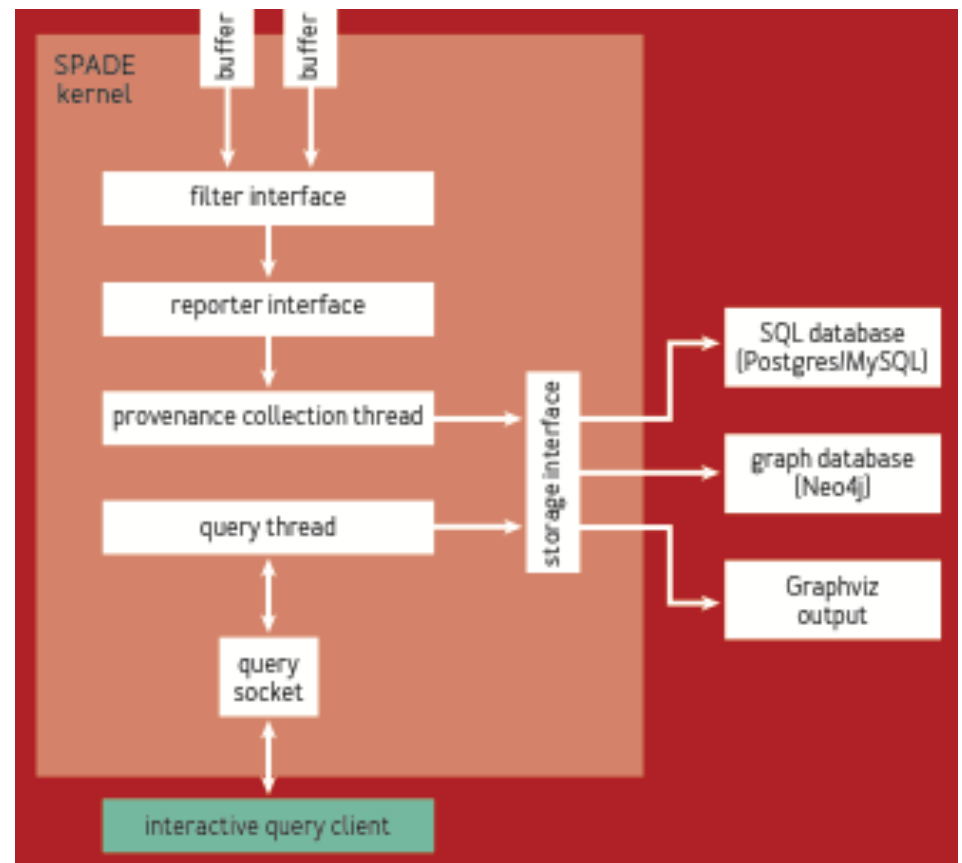 buffer
buffer
SPADE
kernel
filter interface
reporter interface
provenance collection thread
query thread
storage interface
SQL database
(Postgres/MySQL)
graph database
(Neo4j)
Graphviz
output
query
socket
interactive query client